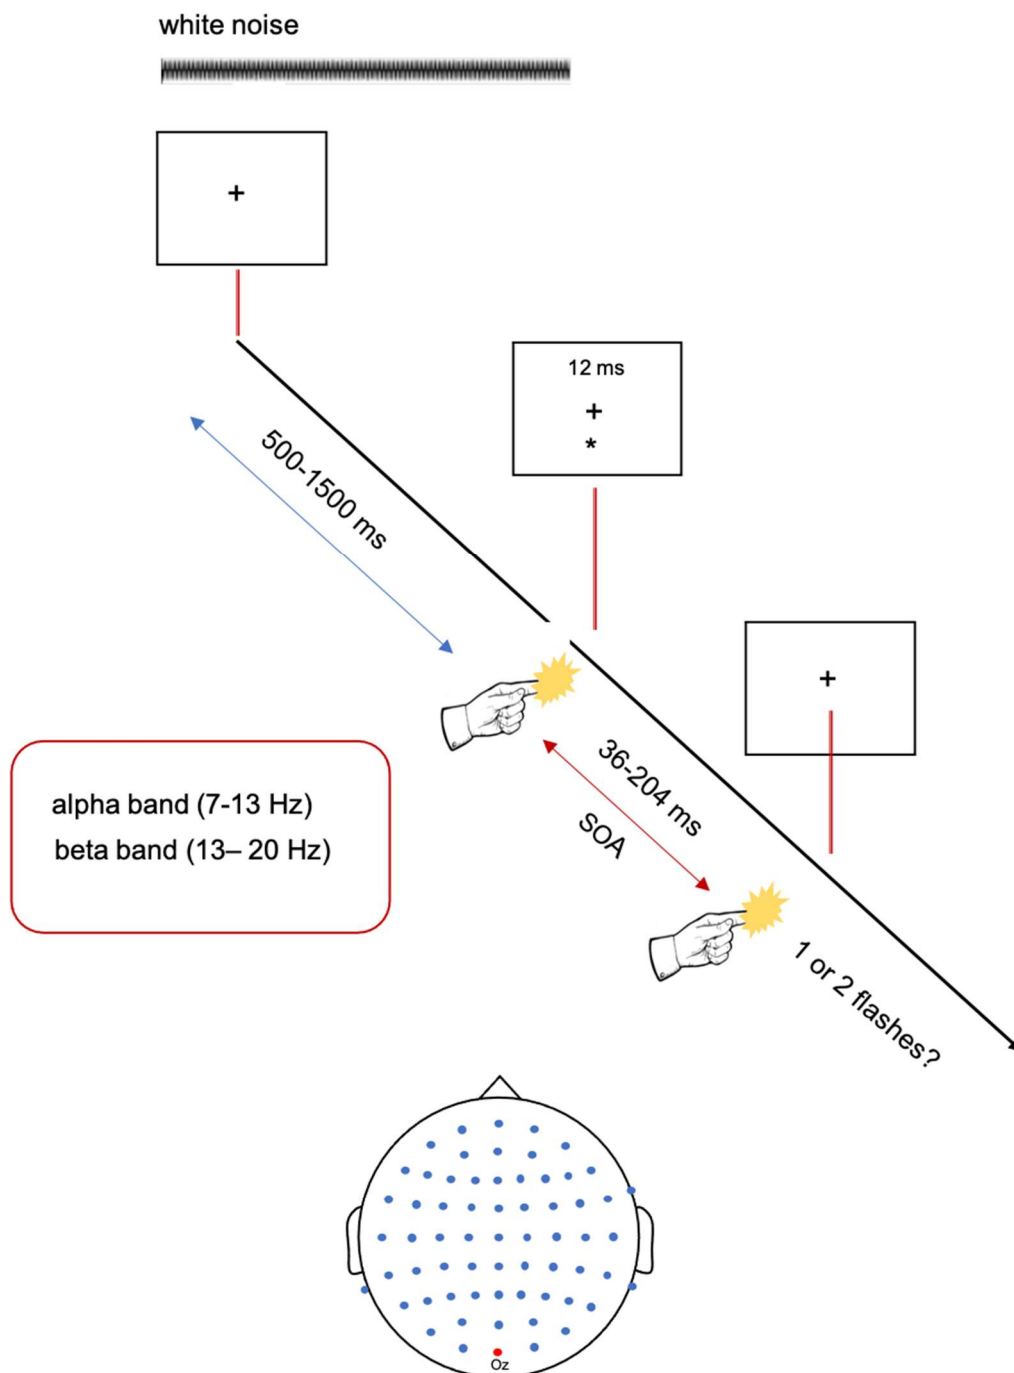 white noise
+
12 ms
+
*
500-1500 ms
+
36-204 ms
SOA
alpha band (7-13 Hz)
beta band (13– 20 Hz)
1 or 2 flashes?
Oz